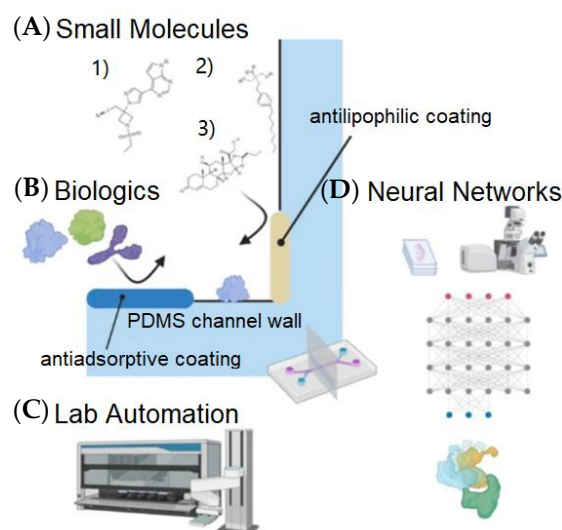 (A) Small Molecules
1)
2)
3)
antilipophilic coating
(B) Biologics
(D) Neural Networks
PDMS channel wall
antiadsorptive coating
(C) Lab Automation